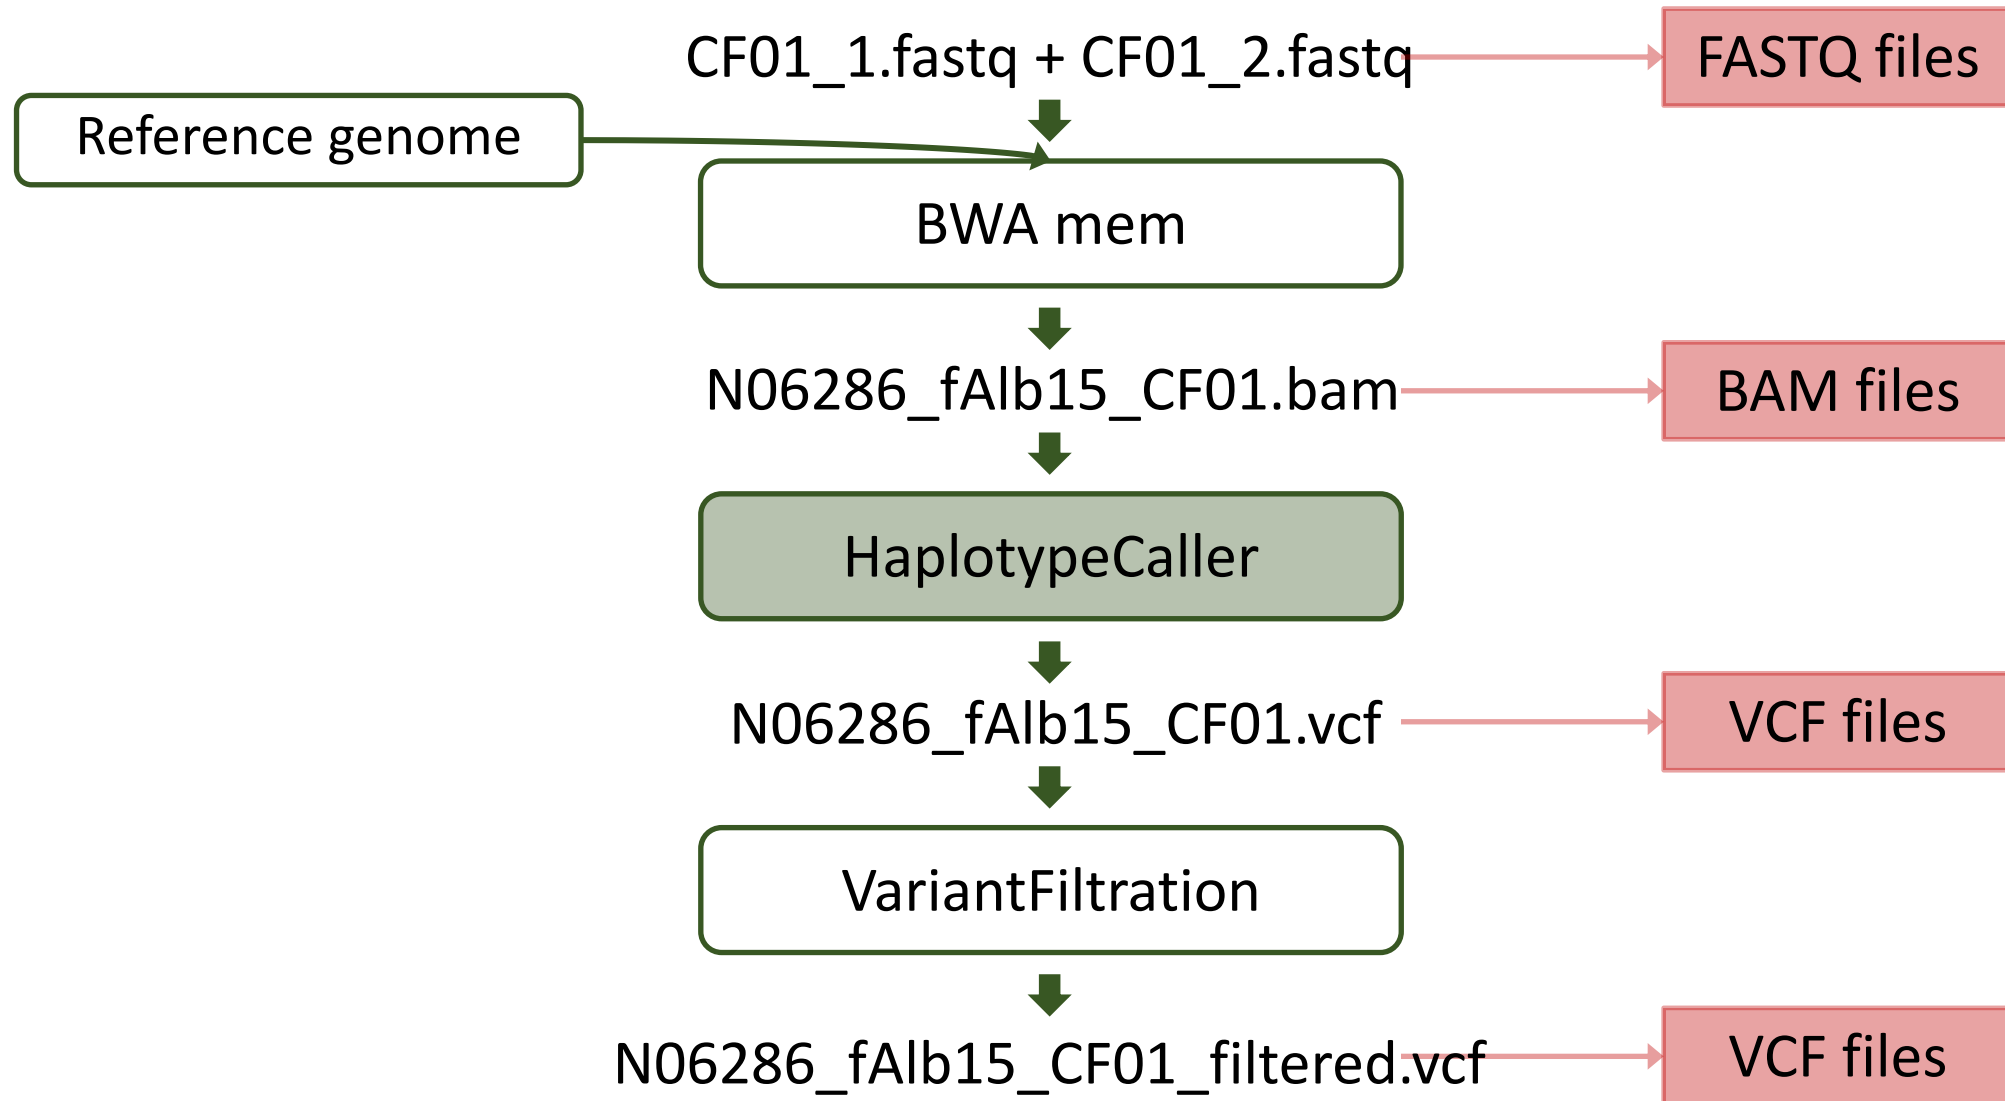 CF01_1.fastq + CF01_2.fastq
FASTQ files
Reference genome
BWA mem
N06286_fAlb15_CF01.bam
BAM files
HaplotypeCaller
N06286_fAlb15_CF01.vcf
VCF files
VariantFiltration
N06286_fAlb15_CF01_filtered.vcf
VCF files